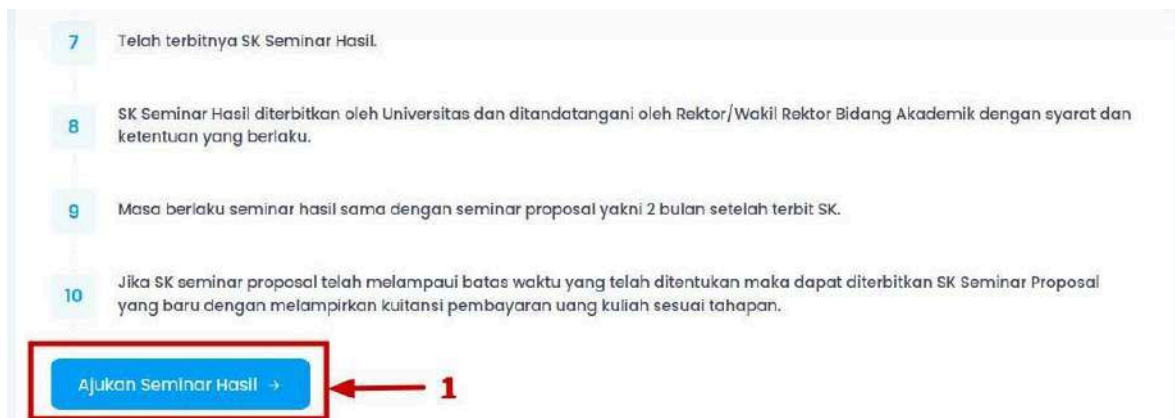 7
Telah terbitnya SK Seminar Hasil.
8
SK Seminar Hasil diterbitkan oleh Universitas dan ditandatangani oleh Rektor/Wakil Rektor Bidang Akademik dengan syarat dan
ketentuan yang berlaku.
9
Masa berlaku seminar hasil sama dengan seminar proposal yakni 2 bulan setelah terbit SK.
10
Jika SK seminar proposal telah melampaui batas waktu yang telah ditentukan maka dapat diterbitkan SK Seminar Proposal
yang baru dengan melampirkan kuitansi pembayaran uang kuliah sesuai tahapan.
Ajukan Seminar Hasil →
1